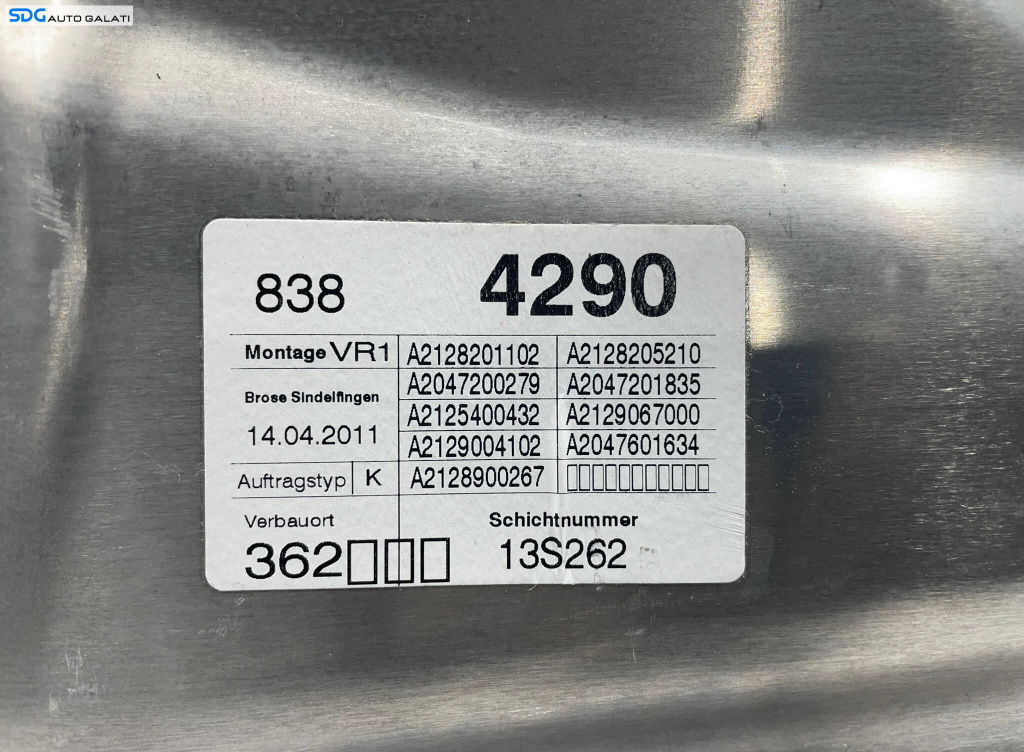 SDG AUTO GALATI
838 4290
Montage VR1 A2128201102 A2128205210
A2047200279 A2047201835
Brose Sindelfingen
A2125400432 A2129067000
14.04.2011
A2129004102 A2047601634
Auftragstyp K A2128900267 □□□□□□□□□□□
Verbauort Schichtnummer
362□□□ 13S262